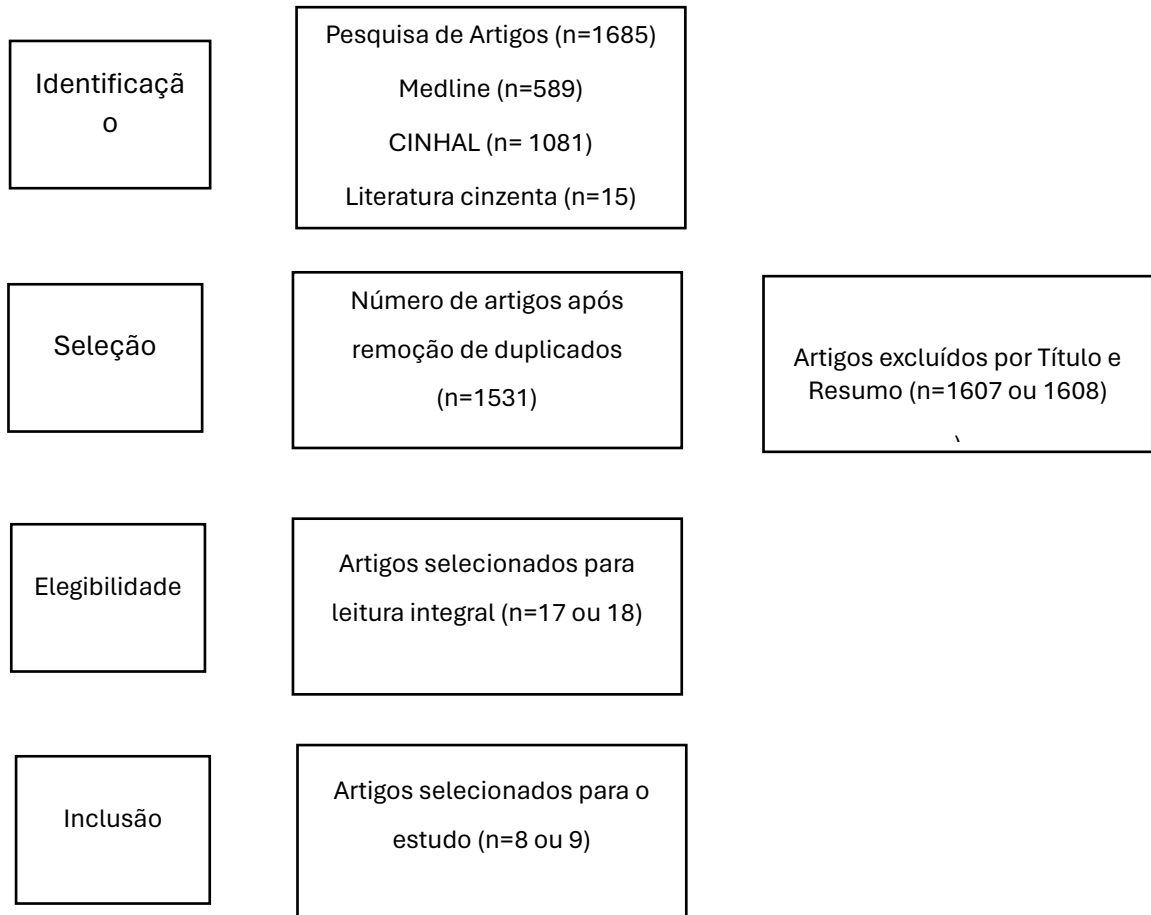 Identificaçã
o
Pesquisa de Artigos (n=1685)
Medline (n=589)
CINHAL (n= 1081)
Literatura cinzenta (n=15)
Seleção
Número de artigos após
remoção de duplicados
(n=1531)
Artigos excluídos por Título e
Resumo (n=1607 ou 1608)
Elegibilidade
Artigos selecionados para
leitura integral (n=17 ou 18)
Inclusão
Artigos selecionados para o
estudo (n=8 ou 9)